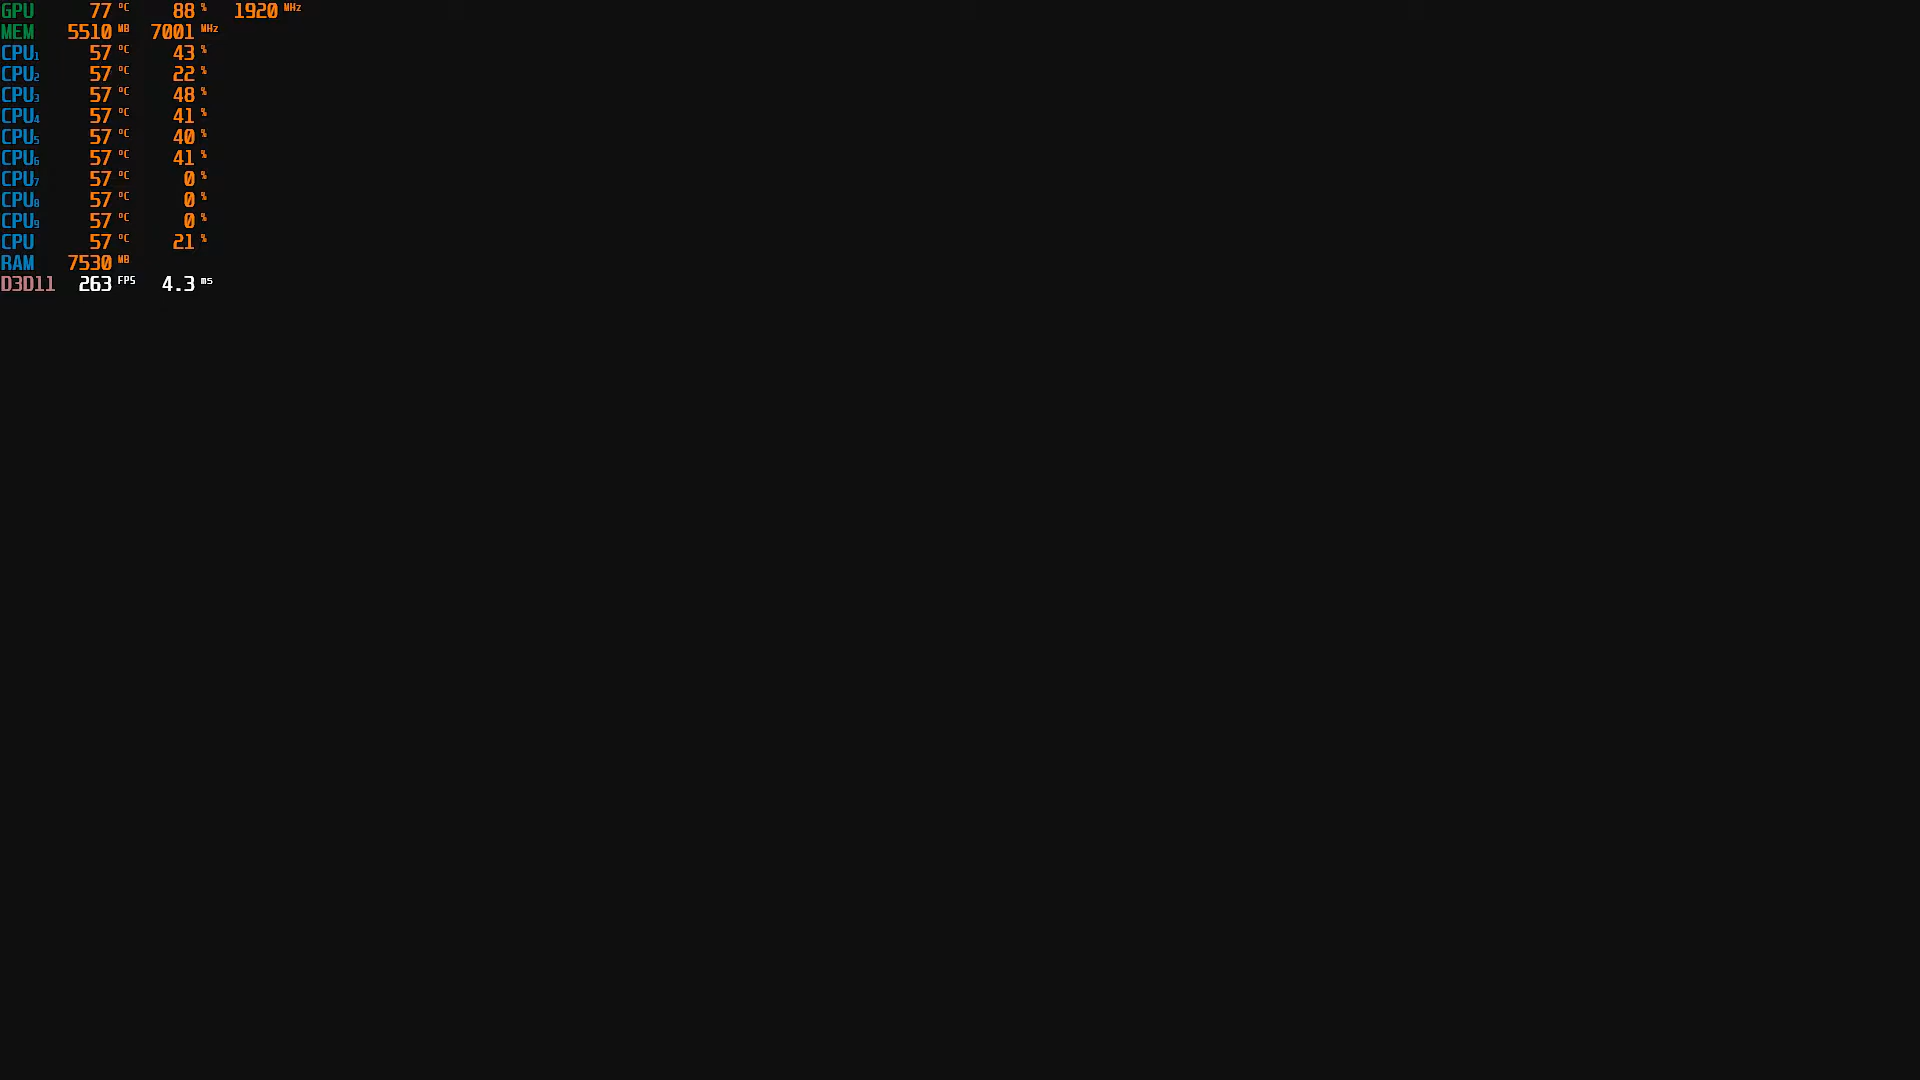 GPU 77 °C 88 % 1920 MHz
MEM 5510 MB 7001 MHz
CPU1 57 °C 43 %
CPU2 57 °C 22 %
CPU3 57 °C 48 %
CPU4 57 °C 41 %
CPU5 57 °C 40 %
CPU6 57 °C 41 %
CPU7 57 °C 0 %
CPU8 57 °C 0 %
CPU9 57 °C 0 %
CPU 57 °C 21 %
RAM 7530 MB
D3D11 263 FPS 4.3 ms